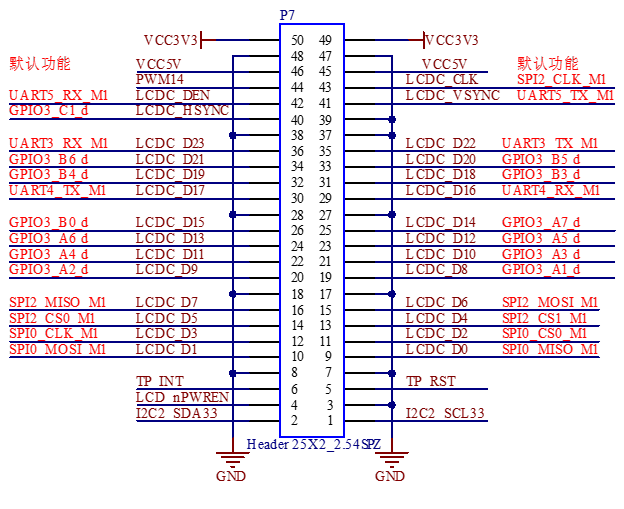 P7
VCC3V3 50 49 VCC3V3
48 47
默认功能 VCC5V 46 45 VCC5V 默认功能
PWM14 44 43 LCDC_CLK SPI2_CLK_M1
UART5_RX_M1 LCDC_DEN 42 41 LCDC_VSYNC UART5_TX_M1
GPIO3_C1_d LCDC_HSYNC 40 39
38 37
UART3_RX_M1 LCDC_D23 36 35 LCDC_D22 UART3_TX_M1
GPIO3_B6_d LCDC_D21 34 33 LCDC_D20 GPIO3_B5_d
GPIO3_B4_d LCDC_D19 32 31 LCDC_D18 GPIO3_B3_d
UART4_TX_M1 LCDC_D17 30 29 LCDC_D16 UART4_RX_M1
28 27
GPIO3_B0_d LCDC_D15 26 25 LCDC_D14 GPIO3_A7_d
GPIO3_A6_d LCDC_D13 24 23 LCDC_D12 GPIO3_A5_d
GPIO3_A4_d LCDC_D11 22 21 LCDC_D10 GPIO3_A3_d
GPIO3_A2_d LCDC_D9 20 19 LCDC_D8 GPIO3_A1_d
18 17
SPI2_MISO_M1 LCDC_D7 16 15 LCDC_D6 SPI2_MOSI_M1
SPI2_CS0_M1 LCDC_D5 14 13 LCDC_D4 SPI2_CS1_M1
SPI0_CLK_M1 LCDC_D3 12 11 LCDC_D2 SPI0_CS0_M1
SPI0_MOSI_M1 LCDC_D1 10 9 LCDC_D0 SPI0_MISO_M1
8 7
TP_INT 6 5 TP_RST
LCD_nPWREN 4 3
I2C2_SDA33 2 1 I2C2_SCL33
Header 25X2_2.54SPZ
GND GND